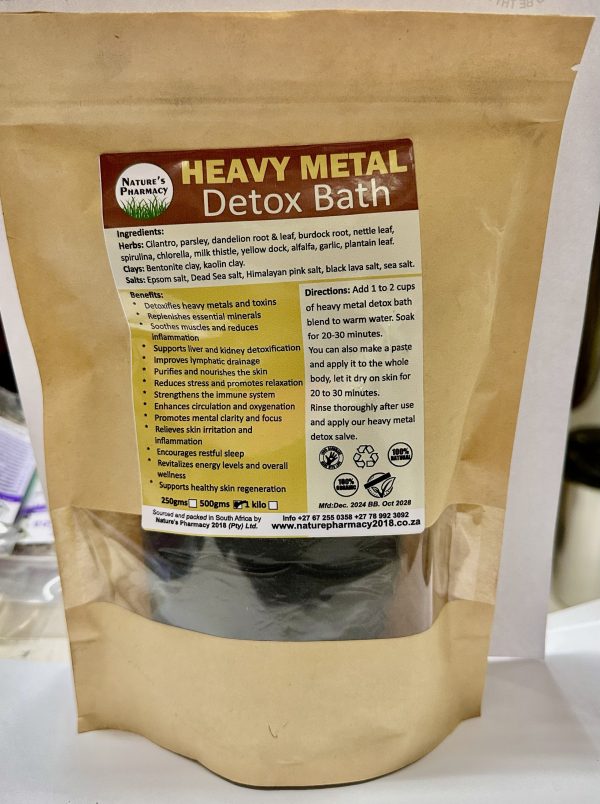 NATURE'S
PHARMACY
HEAVY METAL
Detox Bath
Ingredients:
Herbs: Cilantro, parsley, dandelion root & leaf, burdock root, nettle leaf,
spirulina, chlorella, milk thistle, yellow dock, alfalfa, garlic, plantain leaf.
Clays: Bentonite clay, kaolin clay.
Salts: Epsom salt, Dead Sea salt, Himalayan pink salt, black lava salt, sea salt.
Benefits:
* Detoxifies heavy metals and toxins
* Replenishes essential minerals
* Soothes muscles and reduces
inflammation
* Supports liver and kidney detoxification
* Improves lymphatic drainage
* Purifies and nourishes the skin
* Reduces stress and promotes relaxation
* Strengthens the immune system
* Enhances circulation and oxygenation
* Promotes mental clarity and focus
* Relieves skin irritation and
inflammation
* Encourages restful sleep
* Revitalizes energy levels and overall
wellness
* Supports healthy skin regeneration
250gms 500gms 1 kilo
Directions: Add 1 to 2 cups
of heavy metal detox bath
blend to warm water. Soak
for 20-30 minutes.
You can also make a paste
and apply it to the whole
body, let it dry on skin for
20 to 30 minutes.
Rinse thoroughly after use
and apply our heavy metal
detox salve.
100%
NATURAL
100%
ORGANIC
Mfd:Dec. 2024 BB. Oct 2028
Sourced and packed in South Africa by
Nature's Pharmacy 2018 (Pty) Ltd.
Info +27 67 255 0358 +27 78 992 3092
www.naturepharmacy2018.co.za